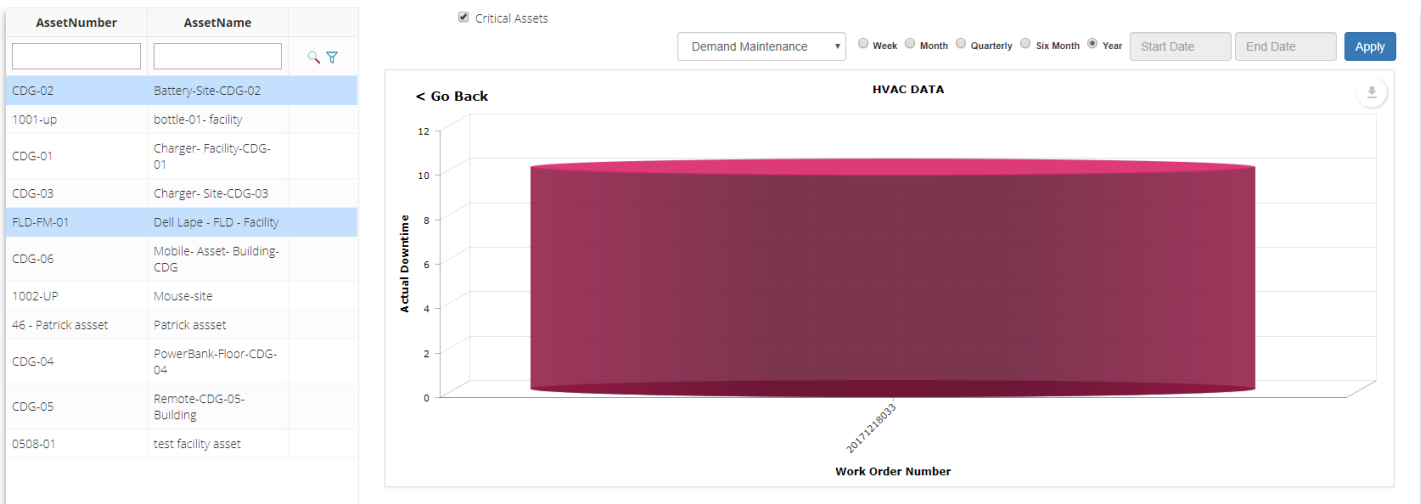 AssetNumber AssetName
CDG-02 Battery-Site-CDG-02
1001-up bottle-01- facility
CDG-01 Charger- Facility-CDG-
01
CDG-03 Charger- Site-CDG-03
FLD-FM-01 Dell Lape - FLD - Facility
CDG-06 Mobile- Asset- Building-
CDG
1002-UP Mouse-site
46 - Patrick assset Patrick assset
CDG-04 PowerBank-Floor-CDG-
04
CDG-05 Remote-CDG-05-
Building
0508-01 test facility asset
Critical Assets
Demand Maintenance Week Month Quarterly Six Month Year Start Date End Date Apply
< Go Back HVAC DATA
12
10
8
6
4
2
0
Actual Downtime
20171218033
Work Order Number